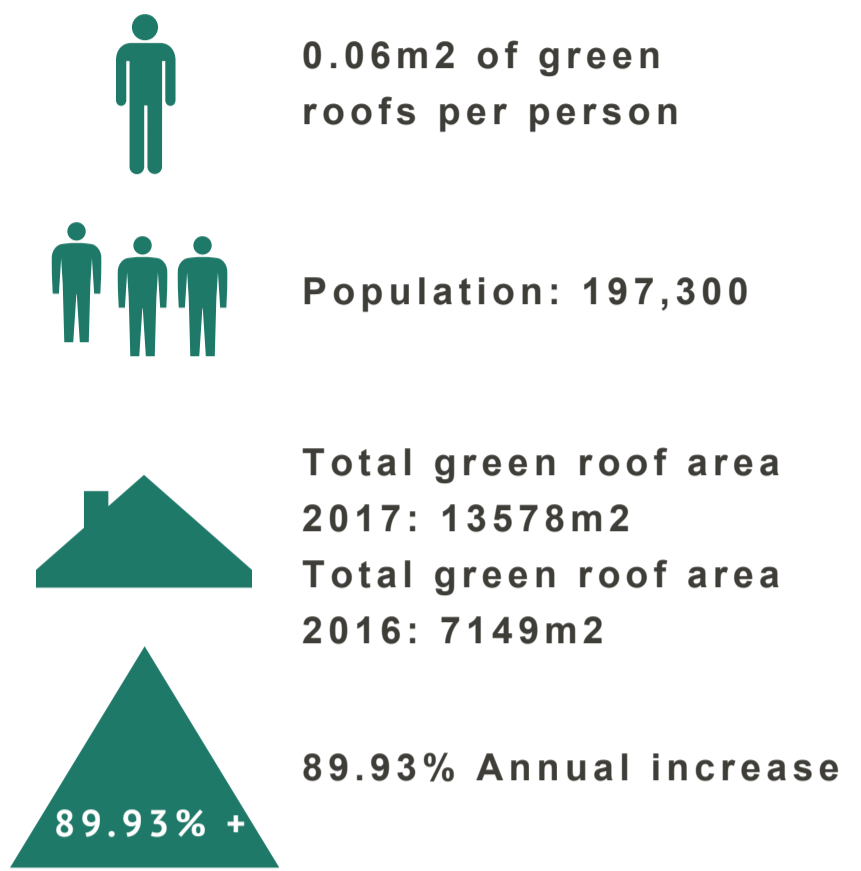 0.06m2 of green
roofs per person
Population: 197,300
Total green roof area
2017: 13578m2
Total green roof area
2016: 7149m2
89.93% Annual increase
89.93% +